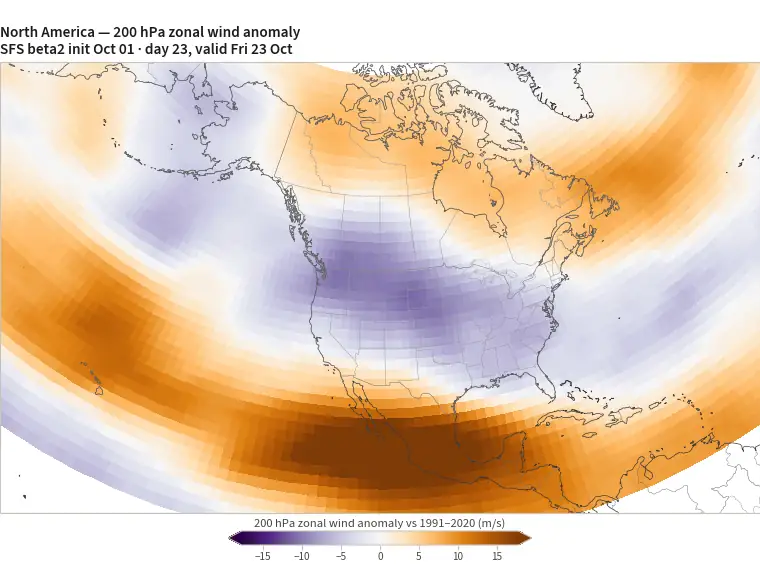 North America — 200 hPa zonal wind anomaly
SFS beta2 init Oct 01 · day 23, valid Fri 23 Oct
200 hPa zonal wind anomaly vs 1991–2020 (m/s)
−15 −10 −5 0 5 10 15